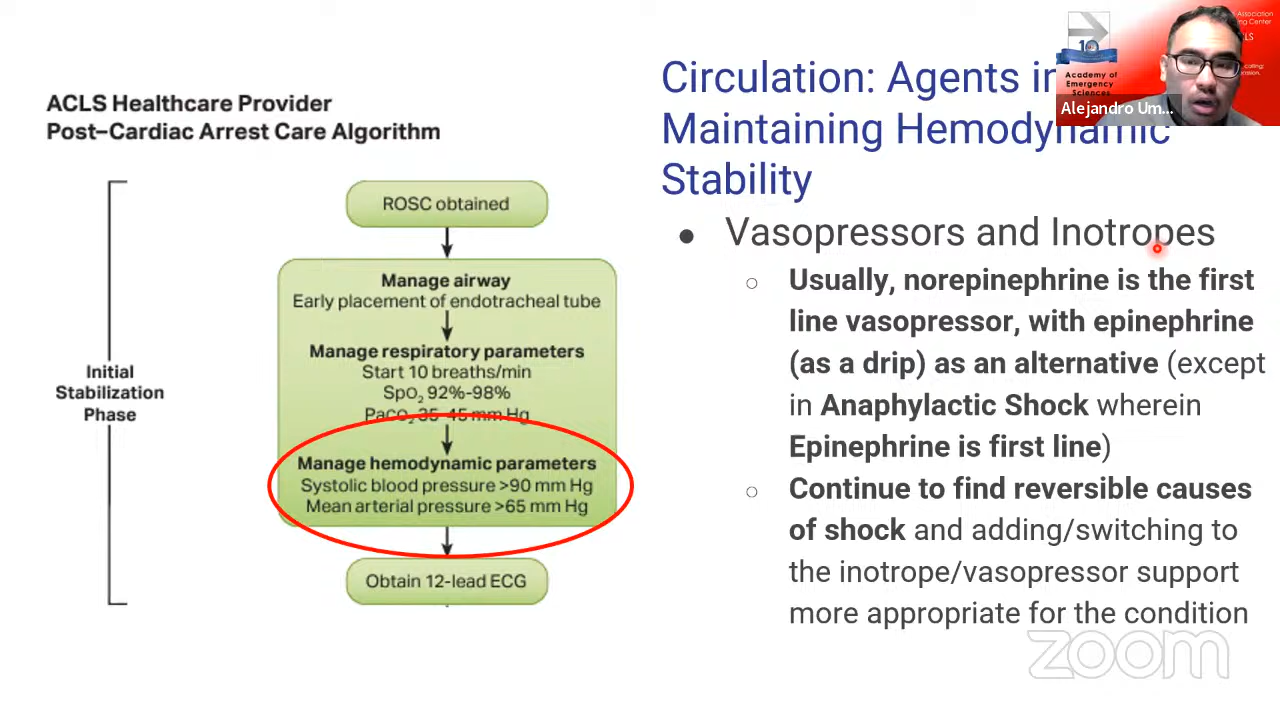 ACLS Healthcare Provider
Post–Cardiac Arrest Care Algorithm
Initial
Stabilization
Phase
ROSC obtained
Manage airway
Early placement of endotracheal tube
Manage respiratory parameters
Start 10 breaths/min
SpO₂ 92%-98%
PaCO₂ 35-45 mm Hg
Manage hemodynamic parameters
Systolic blood pressure >90 mm Hg
Mean arterial pressure >65 mm Hg
Obtain 12-lead ECG
Circulation: Agents in
Maintaining Hemodynamic
Stability
● Vasopressors and Inotropes
○ Usually, norepinephrine is the first
line vasopressor, with epinephrine
(as a drip) as an alternative (except
in Anaphylactic Shock wherein
Epinephrine is first line)
○ Continue to find reversible causes
of shock and adding/switching to
the inotrope/vasopressor support
more appropriate for the condition
10
Academy of
Emergency
Sciences
Alejandro Um...
Association
Center
zoom